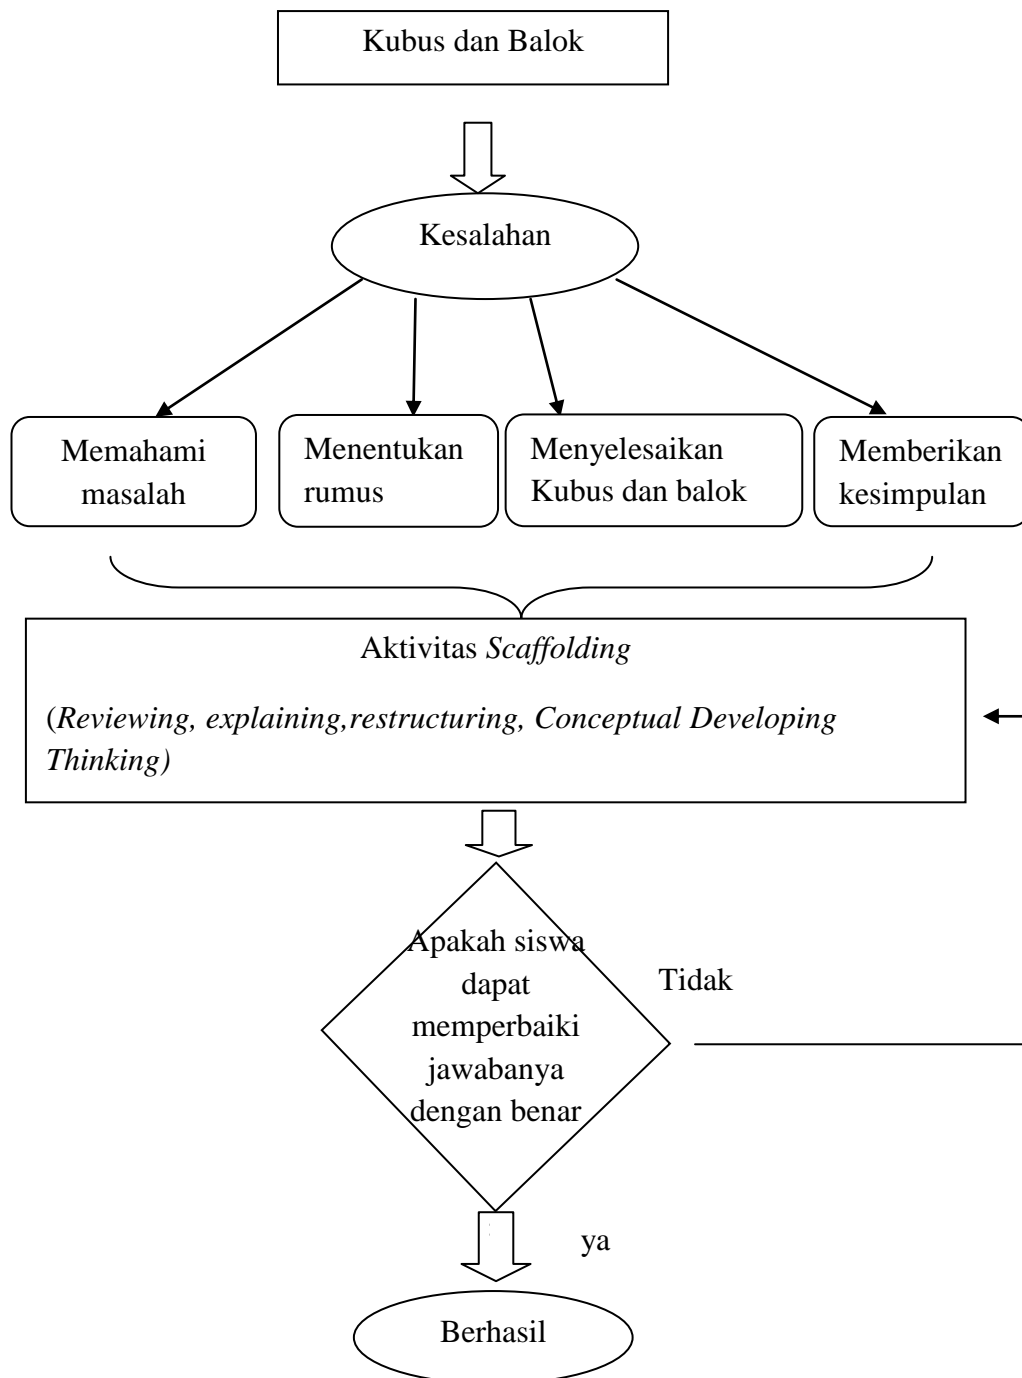 Kubus dan Balok
Kesalahan
Memahami
masalah
Menentukan
rumus
Menyelesaikan
Kubus dan balok
Memberikan
kesimpulan
Aktivitas Scaffolding
(Reviewing, explaining,restructuring, Conceptual Developing
Thinking)
Apakah siswa
dapat
memperbaiki
jawabanya
dengan benar
Tidak
ya
Berhasil